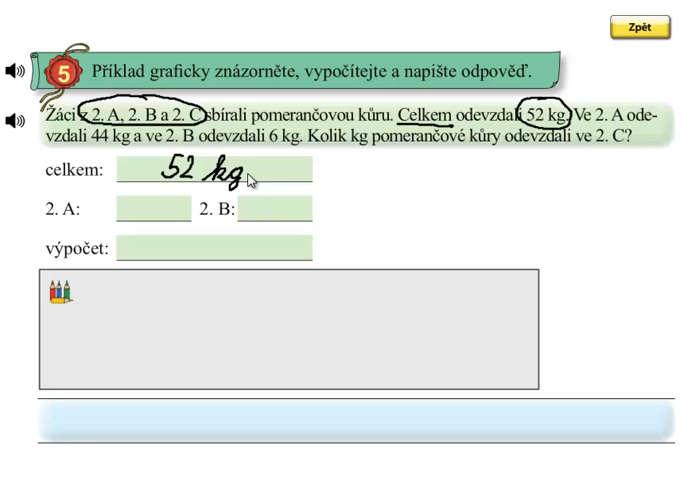 Zpět
5 Příklad graficky znázorněte, vypočítejte a napište odpověď.
Žáci z 2. A, 2. B a 2. C sbírali pomerančovou kůru. Celkem odevzdali 52 kg. Ve 2. A ode-
vzdali 44 kg a ve 2. B odevzdali 6 kg. Kolik kg pomerančové kůry odevzdali ve 2. C?
celkem: 52 kg
2. A: 2. B:
výpočet: